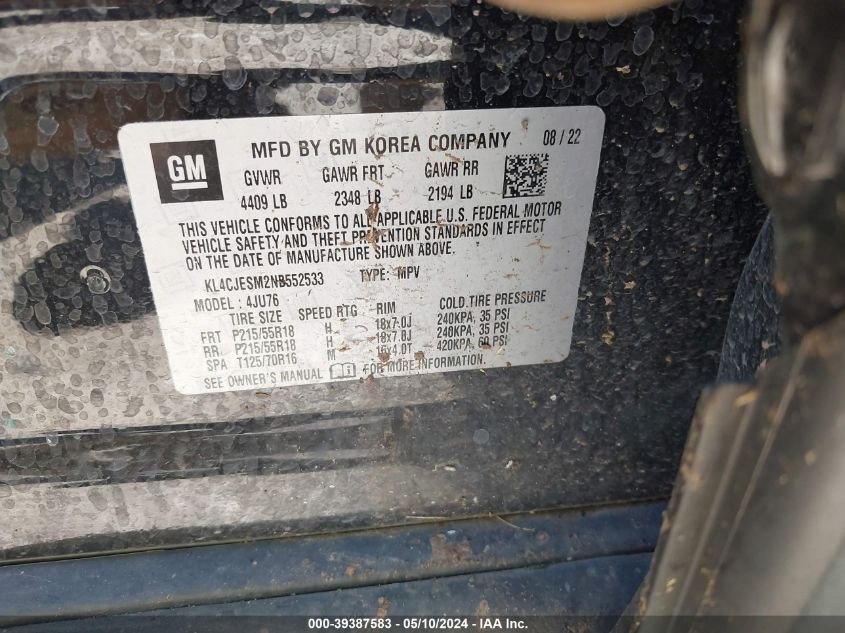 GM
MFD BY GM KOREA COMPANY 08 / 22
GVWR GAWR FRT GAWR RR
4409 LB 2348 LB 2194 LB
THIS VEHICLE CONFORMS TO ALL APPLICABLE U.S. FEDERAL MOTOR
VEHICLE SAFETY AND THEFT PREVENTION STANDARDS IN EFFECT
ON THE DATE OF MANUFACTURE SHOWN ABOVE.
KL4CJESM2NB552533 TYPE: MPV
MODEL : 4JU76
TIRE SIZE SPEED RTG RIM COLD TIRE PRESSURE
FRT P215/55R18 H 18x7.0J 240KPA, 35 PSI
RR P215/55R18 H 18x7.0J 240KPA, 35 PSI
SPA T125/70R16 M 16x4.0T 420KPA, 60 PSI
SEE OWNER'S MANUAL FOR MORE INFORMATION.
000-39387583 - 05/10/2024 - IAA Inc.